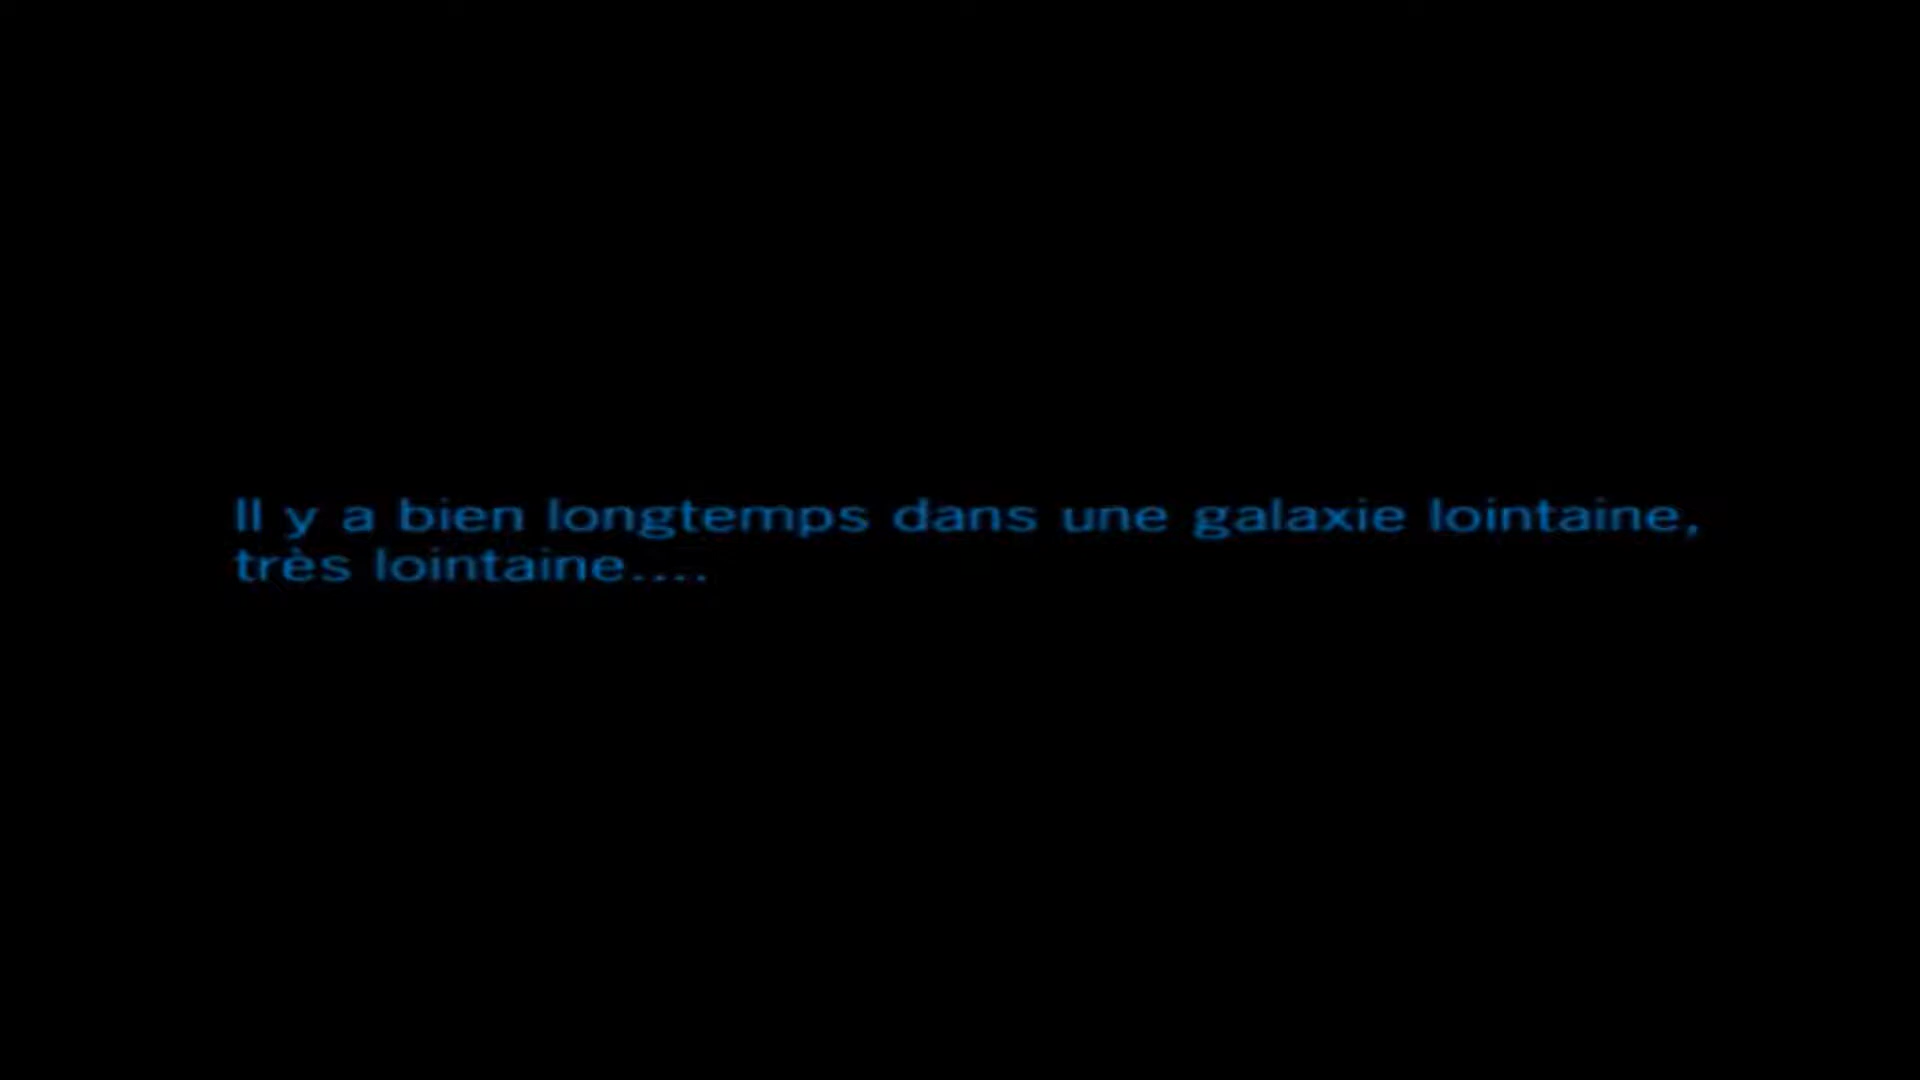 Il y a bien longtemps dans une galaxie lointaine,
très lointaine....